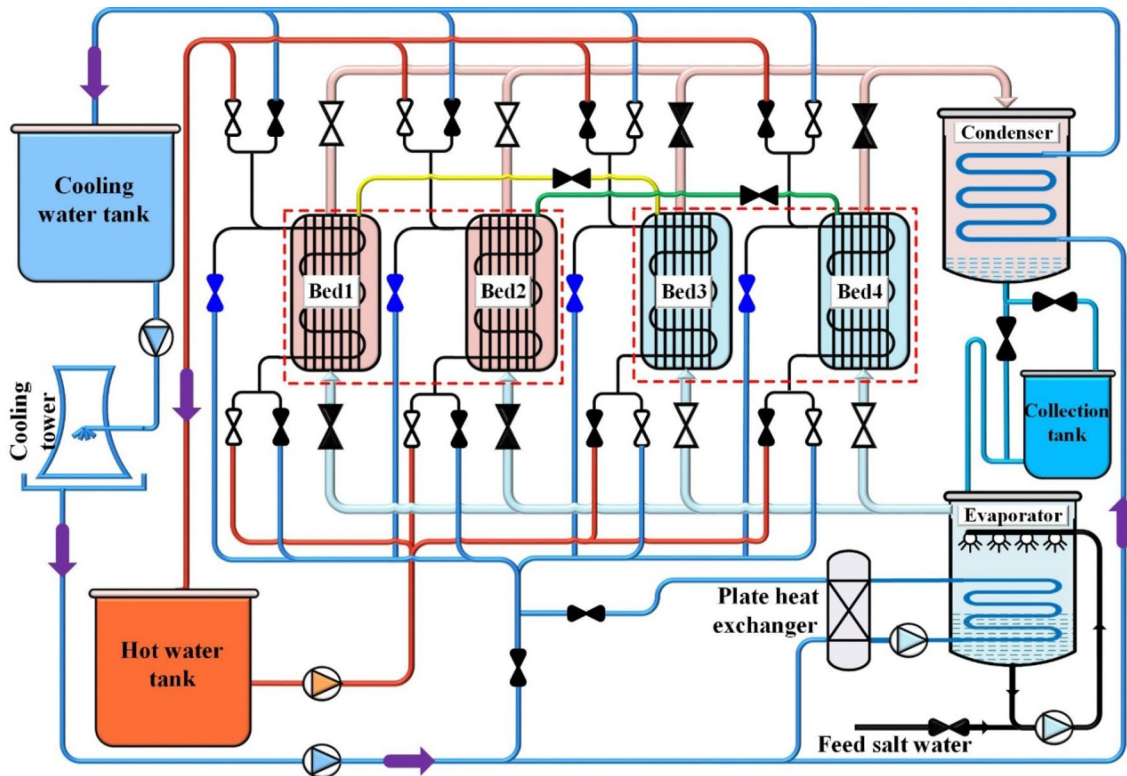 Condenser
Cooling
water tank
Bed1
Bed2
Bed3
Bed4
Cooling
tower
Collection
tank
Evaporator
Plate heat
exchanger
Hot water
tank
Feed salt water